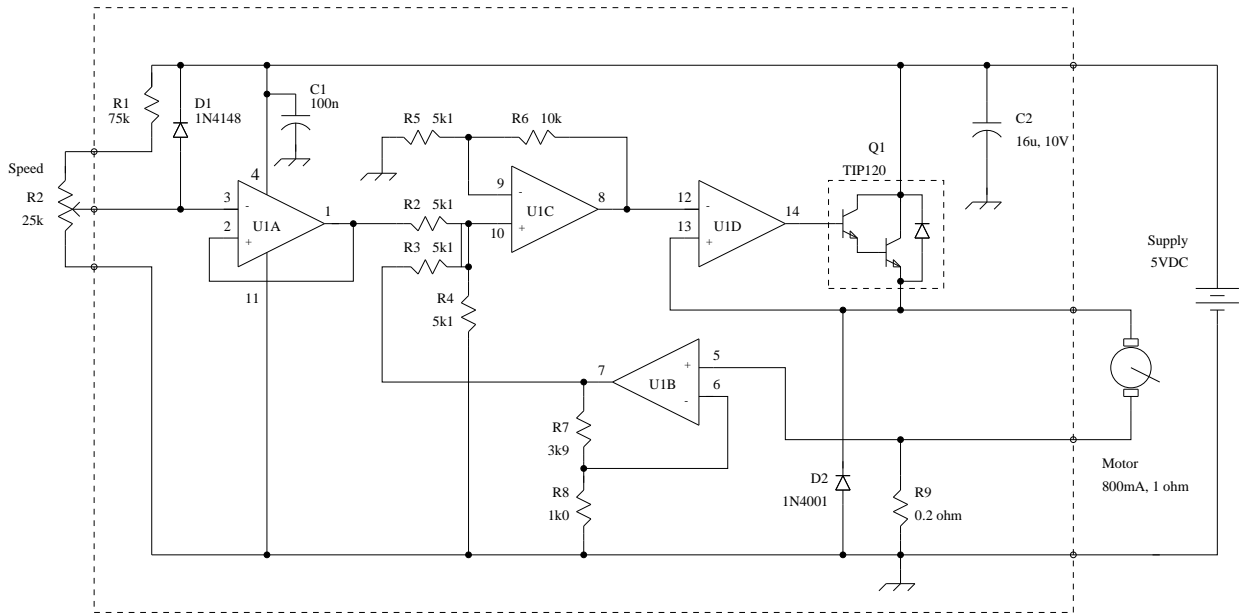 R1
75k
D1
1N4148
C1
100n
R5 5k1
R6 10k
C2
16u, 10V
Q1
TIP120
Speed
R2
25k
4
3
-
2
+
U1A
1
11
R2 5k1
R3 5k1
R4
5k1
9
-
10
+
U1C
8
12
-
13
+
U1D
14
Supply
5VDC
7
U1B
+
5
-
6
R7
3k9
R8
1k0
D2
1N4001
R9
0.2 ohm
Motor
800mA, 1 ohm